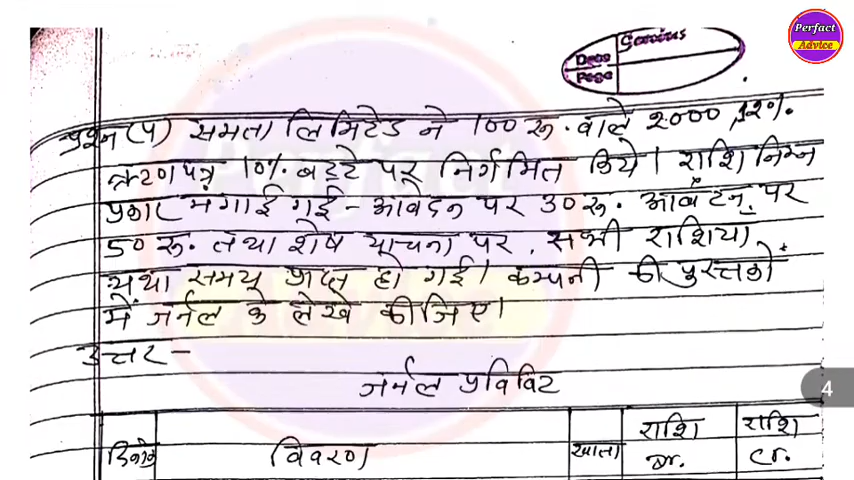 Perfect
Advice
Genius
Date
Page
प्रश्न (५) समता लिमिटेड ने 100 रू. वाले 2000, 12%.
ऋणपत्र 10%. बट्टे पर निर्गमित किये। राशि निम्न
प्रकार मंगाई गई - आवेदन पर 30 रू. आवंटन पर
50 रू. तथा शेष याचना पर. सभी राशिया
यथा समय प्राप्त हो गई। कम्पनी की पुस्तकों
में जर्नल के लेखे कीजिए।
उत्तर -
जर्नल प्रविष्टि
4
दिनांक विवरण खाता राशि Dr. राशि Cr.